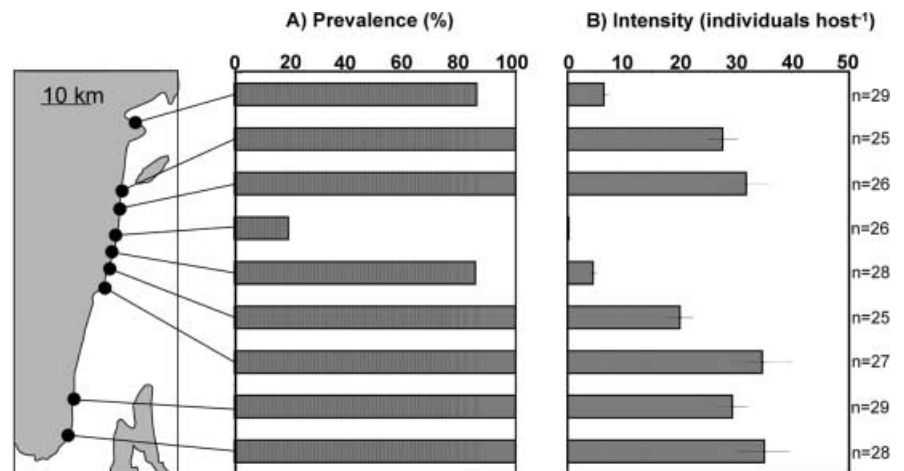 A) Prevalence (%) B) Intensity (individuals host⁻¹)
0 20 40 60 80 100 0 10 20 30 40 50
10 km
n=29
n=25
n=26
n=26
n=28
n=25
n=27
n=29
n=28